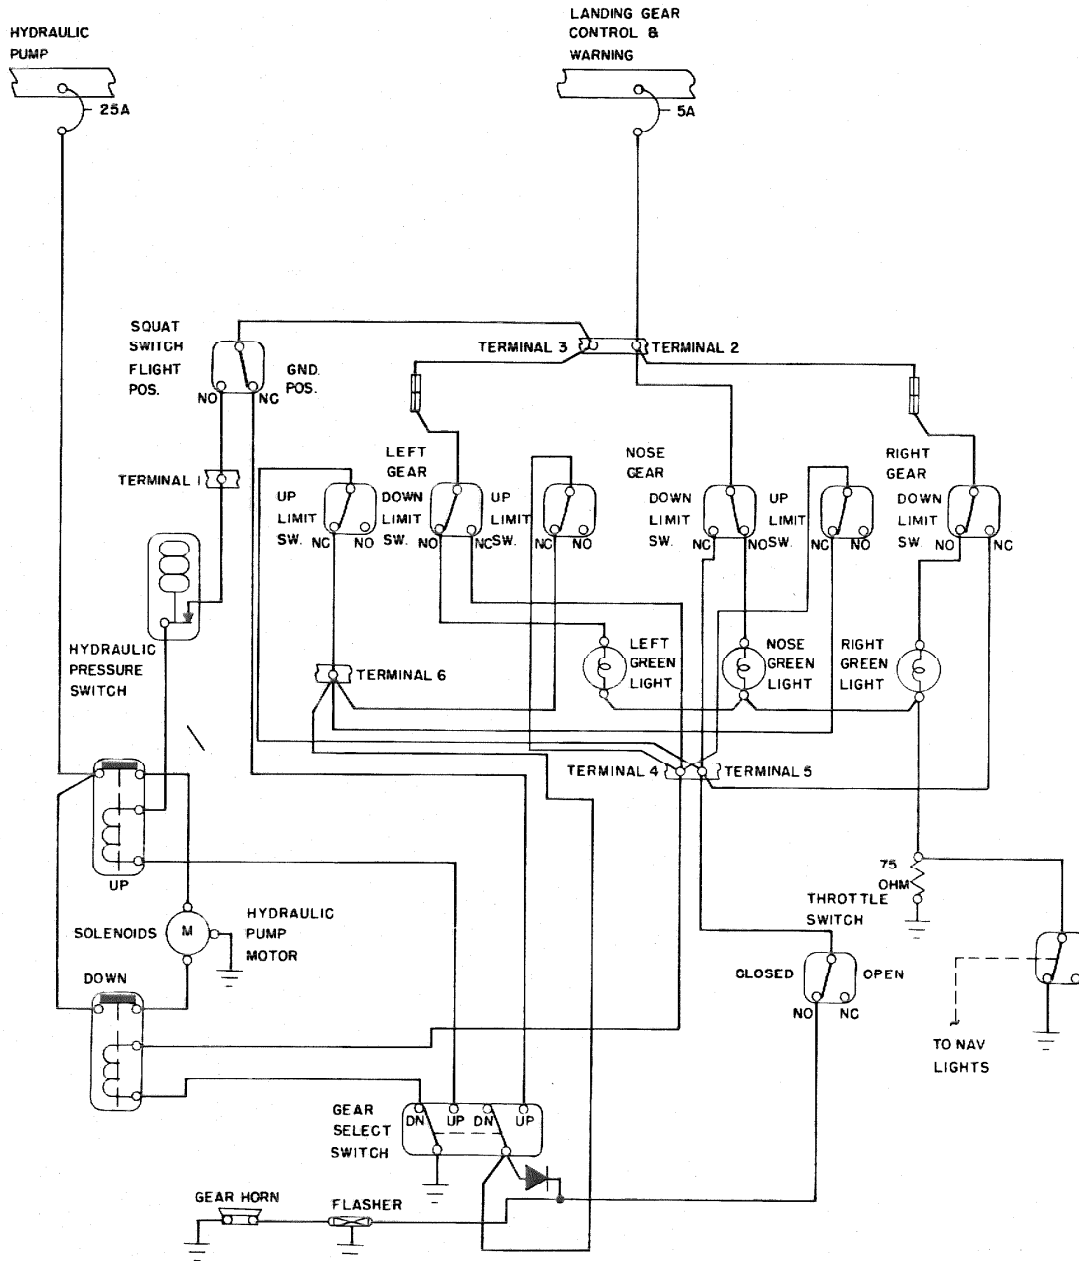 HYDRAULIC
PUMP
25A
LANDING GEAR
CONTROL &
WARNING
5A
SQUAT
SWITCH
FLIGHT
POS.
GND.
POS.
NO
NC
TERMINAL 3
TERMINAL 2
TERMINAL 1
LEFT
GEAR
NOSE
GEAR
RIGHT
GEAR
UP
LIMIT
SW.
NC
NO
DOWN
LIMIT
SW.
NO
NC
UP
LIMIT
SW.
NC
NO
DOWN
LIMIT
SW.
NC
NO
UP
LIMIT
SW.
NC
NO
DOWN
LIMIT
SW.
NO
NC
HYDRAULIC
PRESSURE
SWITCH
TERMINAL 6
LEFT
GREEN
LIGHT
NOSE
GREEN
LIGHT
RIGHT
GREEN
LIGHT
TERMINAL 4
TERMINAL 5
UP
SOLENOIDS
M
HYDRAULIC
PUMP
MOTOR
DOWN
75
OHM
THROTTLE
SWITCH
CLOSED
OPEN
NO
NC
TO NAV
LIGHTS
GEAR
SELECT
SWITCH
DN
UP
DN
UP
GEAR HORN
FLASHER